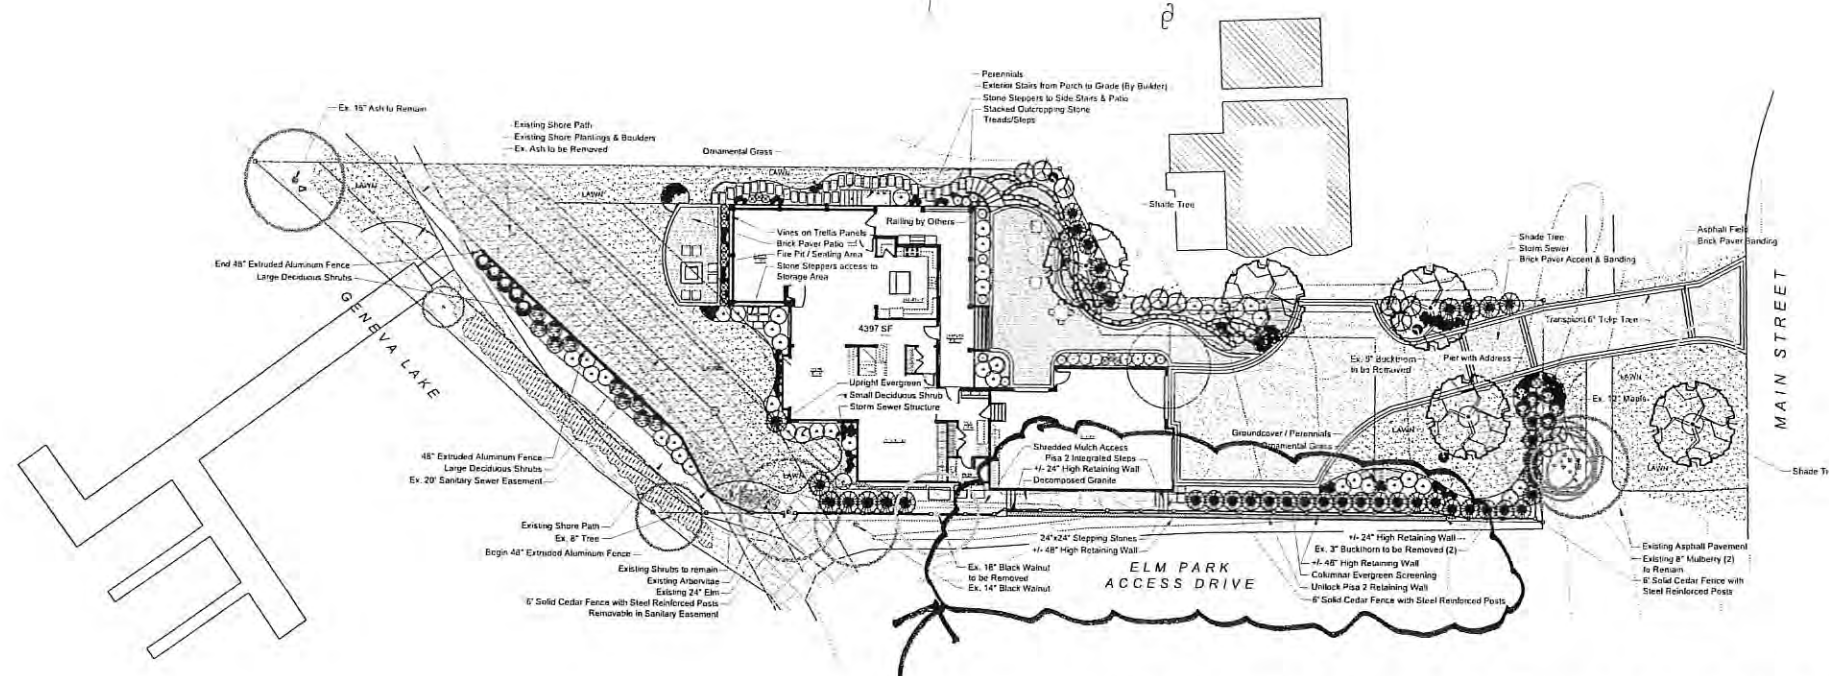 Ex. 16" Ash to Remain
Existing Shore Path
Existing Shore Plantings & Boulders
Ex. Ash to be Removed
Ornamental Grass
Perennials
Exterior Stairs from Porch to Grade (By Builder)
Stone Steppers to Side Stairs & Patio
Stacked Outcropping Stone
Treads/Steps
LAWN
LAWN
LAWN
Shade Tree
Railing by Others
Vines on Trellis Panels
Brick Paver Patio
Fire Pit / Seating Area
Stone Steppers access to
Storage Area
4397 SF
Upright Evergreen
Small Deciduous Shrub
Storm Sewer Structure
End 48" Extruded Aluminum Fence
Large Deciduous Shrubs
GENEVA LAKE
48" Extruded Aluminum Fence
Large Deciduous Shrubs
Ex. 20' Sanitary Sewer Easement
Existing Shore Path
Ex. 8" Tree
Begin 48" Extruded Aluminum Fence
Existing Shrubs to remain
Existing Arborvitae
Existing 24" Elm
6' Solid Cedar Fence with Steel Reinforced Posts
Removable in Sanitary Easement
Shade Tree
Storm Sewer
Brick Paver Accent & Banding
Asphalt Field
Brick Paver Banding
Transplant 6" Tulip Tree
Ex. 9" Buckthorn
to be Removed
Pier with Address
LAWN
Ex. 12" Maple
MAIN STREET
Groundcover / Perennials
Ornamental Grass
LAWN
LAWN
Shade Tr
Shredded Mulch Access
Pisa 2 Integrated Steps
+/- 24" High Retaining Wall
Decomposed Granite
24"x24" Stepping Stones
+/- 48" High Retaining Wall
Ex. 16" Black Walnut
to be Removed
Ex. 14" Black Walnut
ELM PARK
ACCESS DRIVE
+/- 24" High Retaining Wall
Ex. 3" Buckthorn to be Removed (2)
+/- 48" High Retaining Wall
Columnar Evergreen Screening
Unilock Pisa 2 Retaining Wall
6' Solid Cedar Fence with Steel Reinforced Posts
Existing Asphalt Pavement
Existing 8" Mulberry (2)
to Remain
6' Solid Cedar Fence with
Steel Reinforced Posts